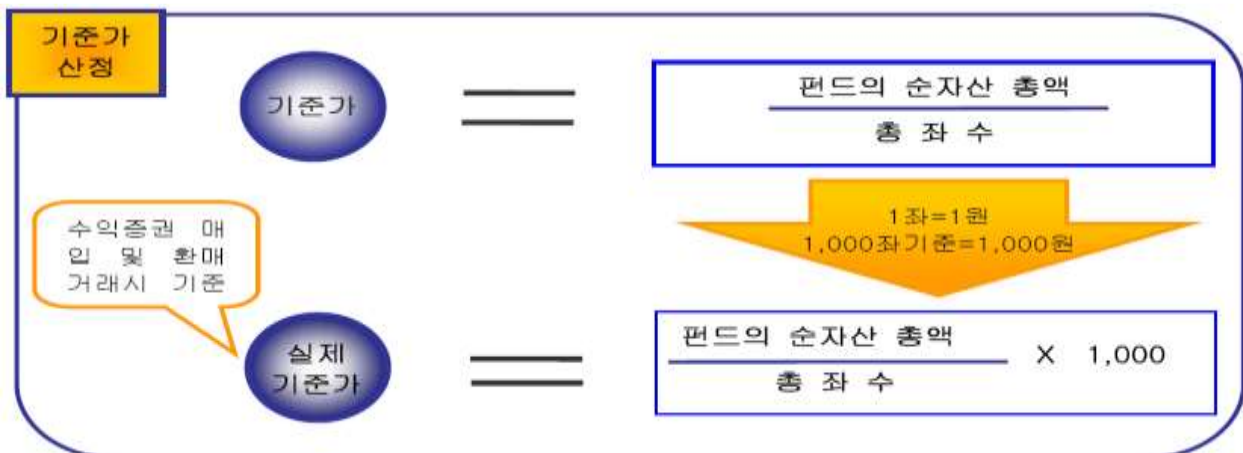 기준가
산정
기준가
펀드의 순자산 총액
총 좌 수
수익증권 매
입 및 환매
거래시 기준
1좌=1원
1,000좌기준=1,000원
실제
기준가
펀드의 순자산 총액
총 좌 수
X 1,000